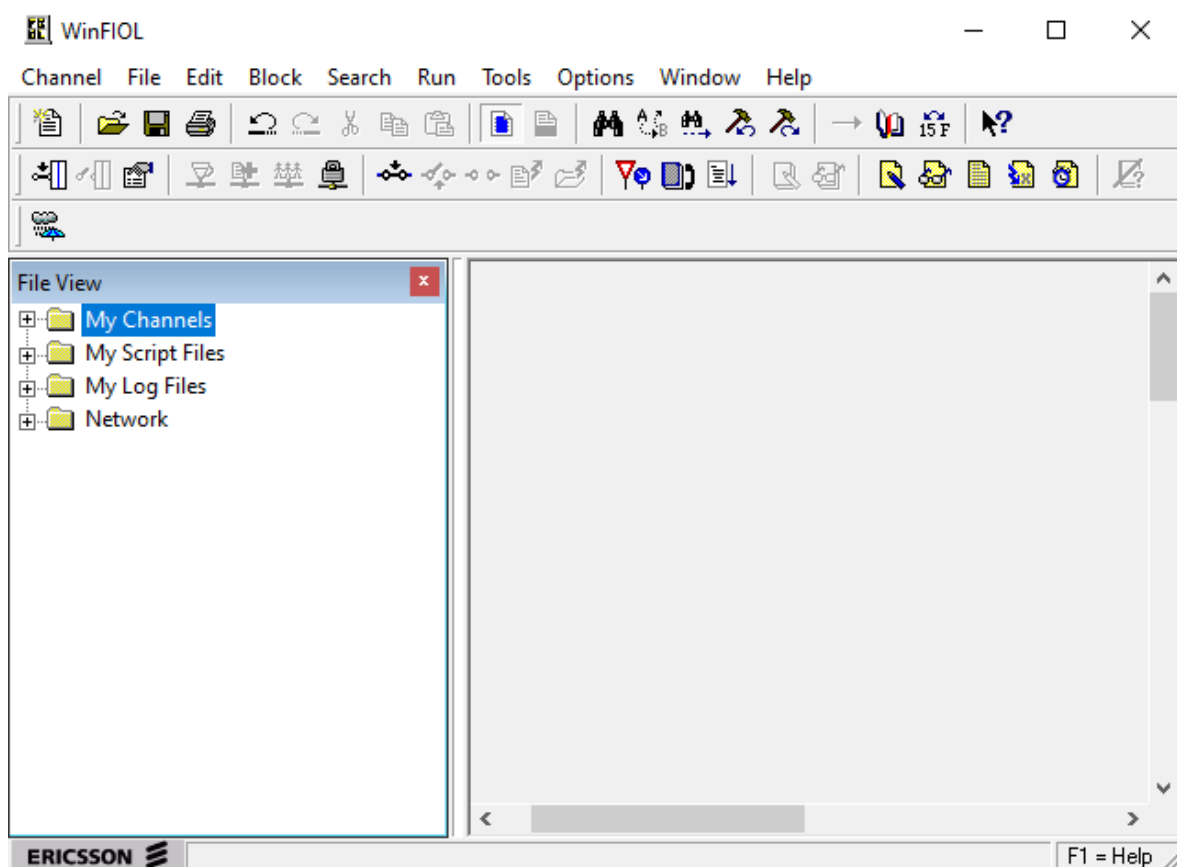 WinFIOL
Channel File Edit Block Search Run Tools Options Window Help
A B
15 F
?
x
?
File View
My Channels
My Script Files
My Log Files
Network
ERICSSON
F1 = Help